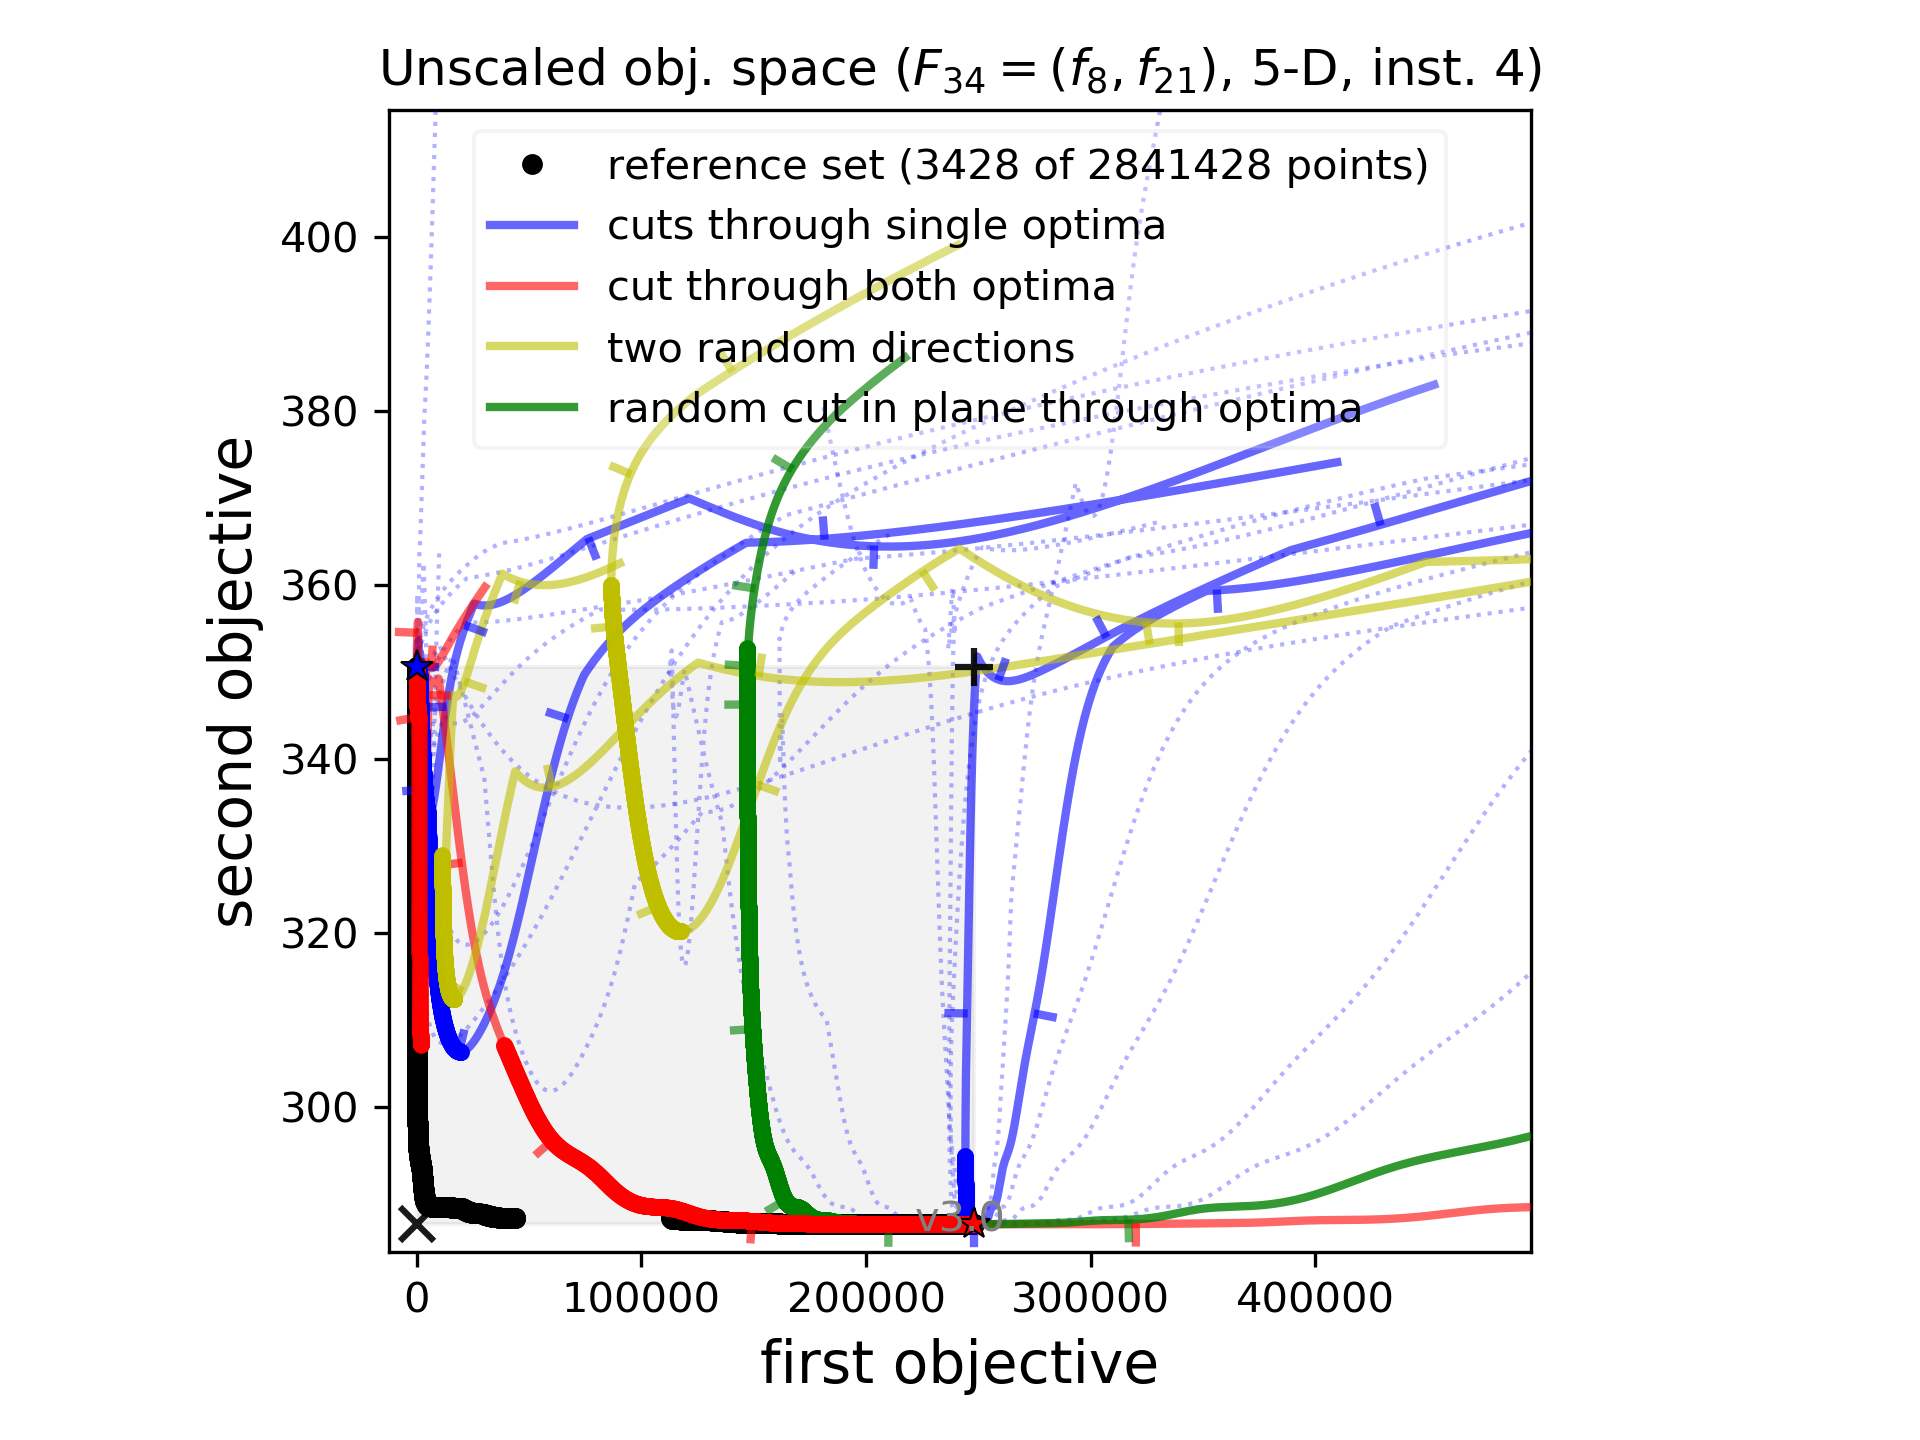 Unscaled obj. space (F₃₄ = (f₈, f₂₁), 5-D, inst. 4)
reference set (3428 of 2841428 points)
cuts through single optima
cut through both optima
two random directions
random cut in plane through optima
second objective
400
380
360
340
320
300
v3.0
0 100000 200000 300000 400000
first objective